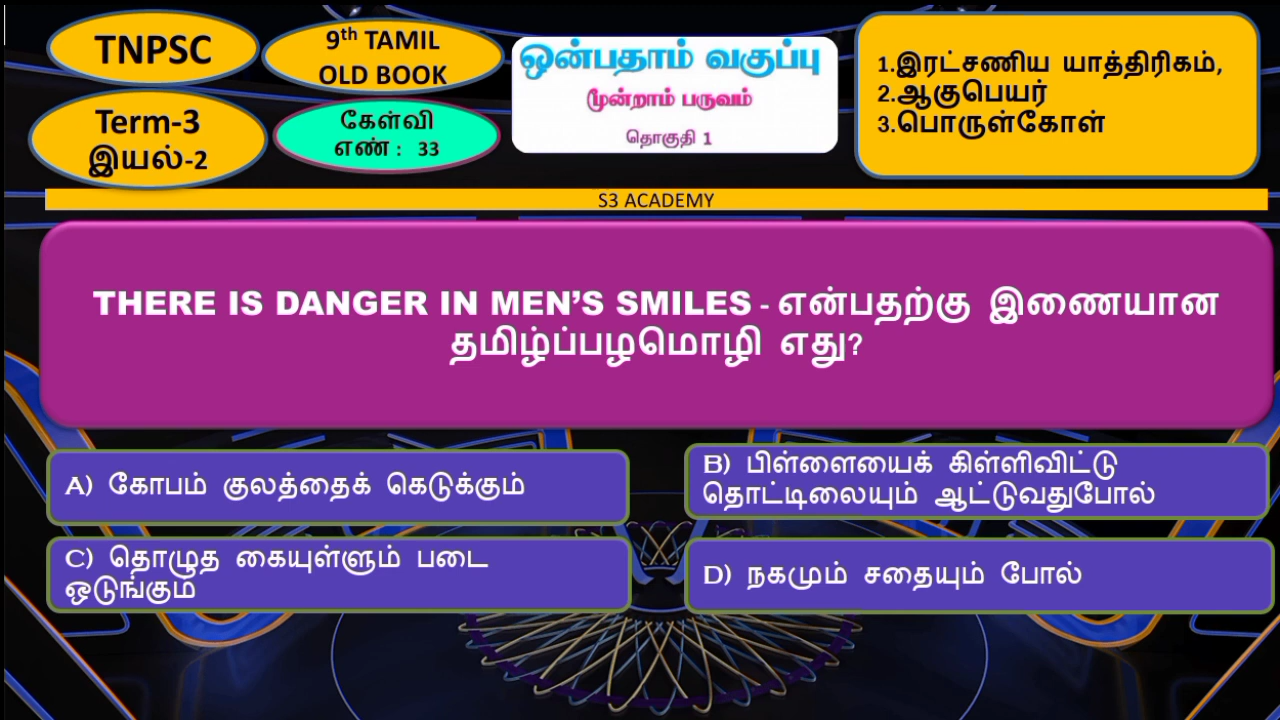 TNPSC
9th TAMIL
OLD BOOK
Term-3
இயல்-2
கேள்வி
எண் : 33
ஒன்பதாம் வகுப்பு
மூன்றாம் பருவம்
தொகுதி 1
1.இரட்சணிய யாத்திரிகம்,
2.ஆகுபெயர்
3.பொருள்கோள்
S3 ACADEMY
THERE IS DANGER IN MEN’S SMILES - என்பதற்கு இணையான
தமிழ்ப்பழமொழி எது?
A) கோபம் குலத்தைக் கெடுக்கும்
B) பிள்ளையைக் கிள்ளிவிட்டு
தொட்டிலையும் ஆட்டுவதுபோல்
C) தொழுத கையுள்ளும் படை
ஒடுங்கும்
D) நகமும் சதையும் போல்